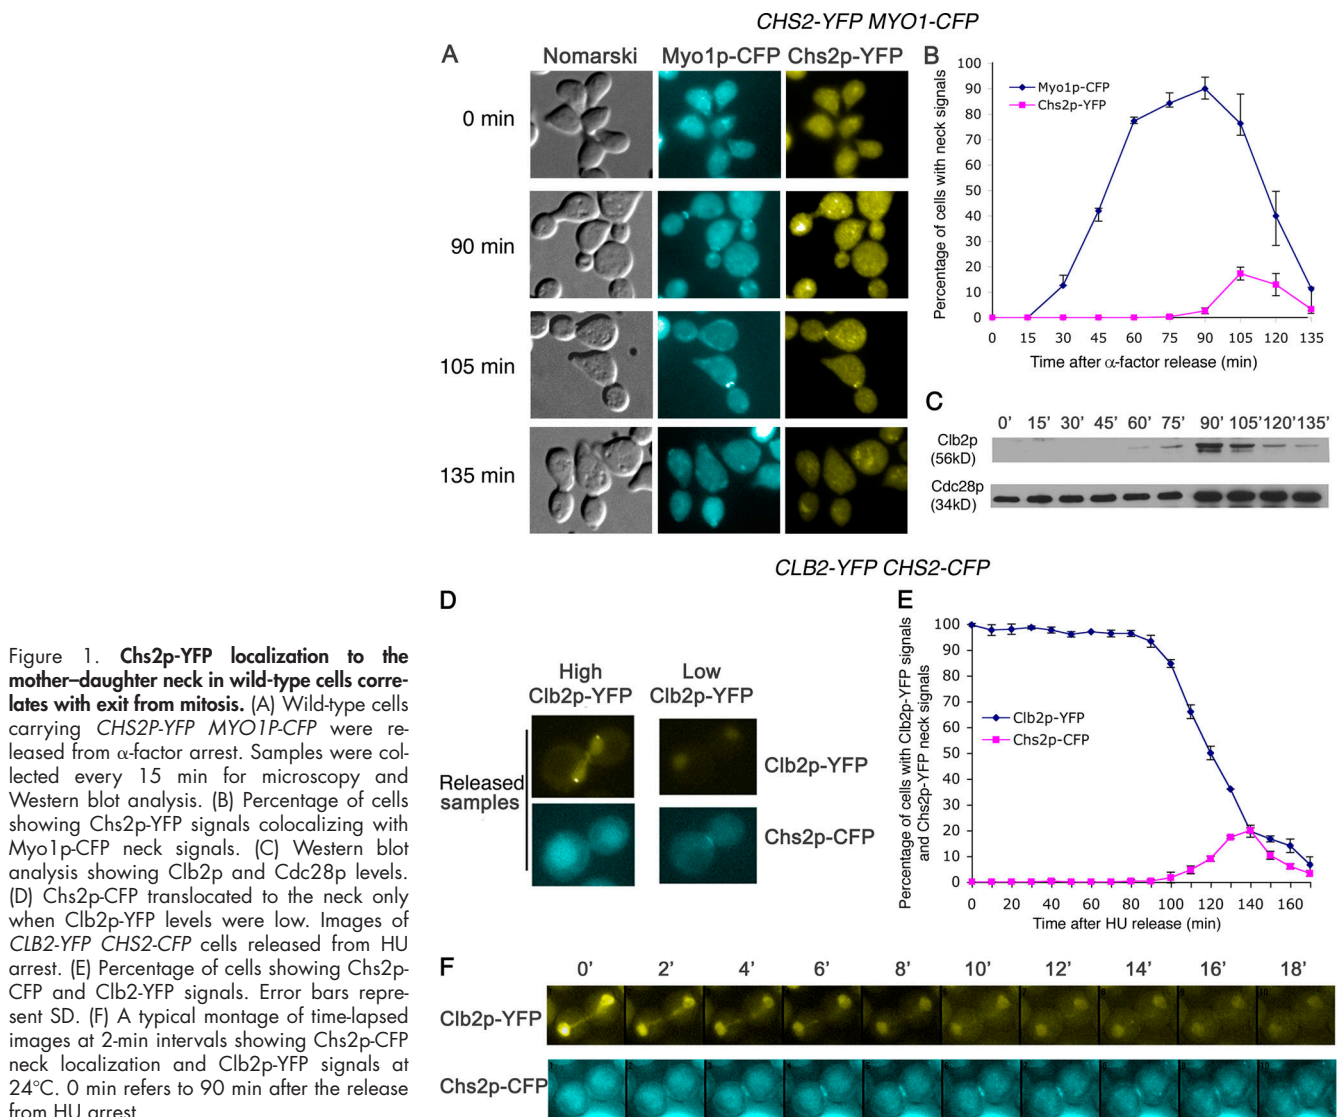 CHS2-YFP MYO1-CFP
A
Nomarski Myo1p-CFP Chs2p-YFP
0 min
90 min
105 min
135 min
B
Percentage of cells with neck signals
100
90
80
70
60
50
40
30
20
10
0
Myo1p-CFP
Chs2p-YFP
0 15 30 45 60 75 90 105 120 135
Time after α-factor release (min)
C
0' 15' 30' 45' 60' 75' 90' 105' 120' 135'
Clb2p
(56kD)
Cdc28p
(34kD)
CLB2-YFP CHS2-CFP
D
High
Clb2p-YFP
Low
Clb2p-YFP
Released
samples
Clb2p-YFP
Chs2p-CFP
E
Percentage of cells with Clb2p-YFP signals
and Chs2p-YFP neck signals
100
90
80
70
60
50
40
30
20
10
0
Clb2p-YFP
Chs2p-CFP
0 20 40 60 80 100 120 140 160
Time after HU release (min)
F
0' 2' 4' 6' 8' 10' 12' 14' 16' 18'
Clb2p-YFP
Chs2p-CFP
Figure 1. Chs2p-YFP localization to the
mother–daughter neck in wild-type cells corre-
lates with exit from mitosis. (A) Wild-type cells
carrying CHS2P-YFP MYO1P-CFP were re-
leased from α-factor arrest. Samples were col-
lected every 15 min for microscopy and
Western blot analysis. (B) Percentage of cells
showing Chs2p-YFP signals colocalizing with
Myo1p-CFP neck signals. (C) Western blot
analysis showing Clb2p and Cdc28p levels.
(D) Chs2p-CFP translocated to the neck only
when Clb2p-YFP levels were low. Images of
CLB2-YFP CHS2-CFP cells released from HU
arrest. (E) Percentage of cells showing Chs2p-
CFP and Clb2-YFP signals. Error bars repre-
sent SD. (F) A typical montage of time-lapsed
images at 2-min intervals showing Chs2p-CFP
neck localization and Clb2p-YFP signals at
24°C. 0 min refers to 90 min after the release
from HU arrest